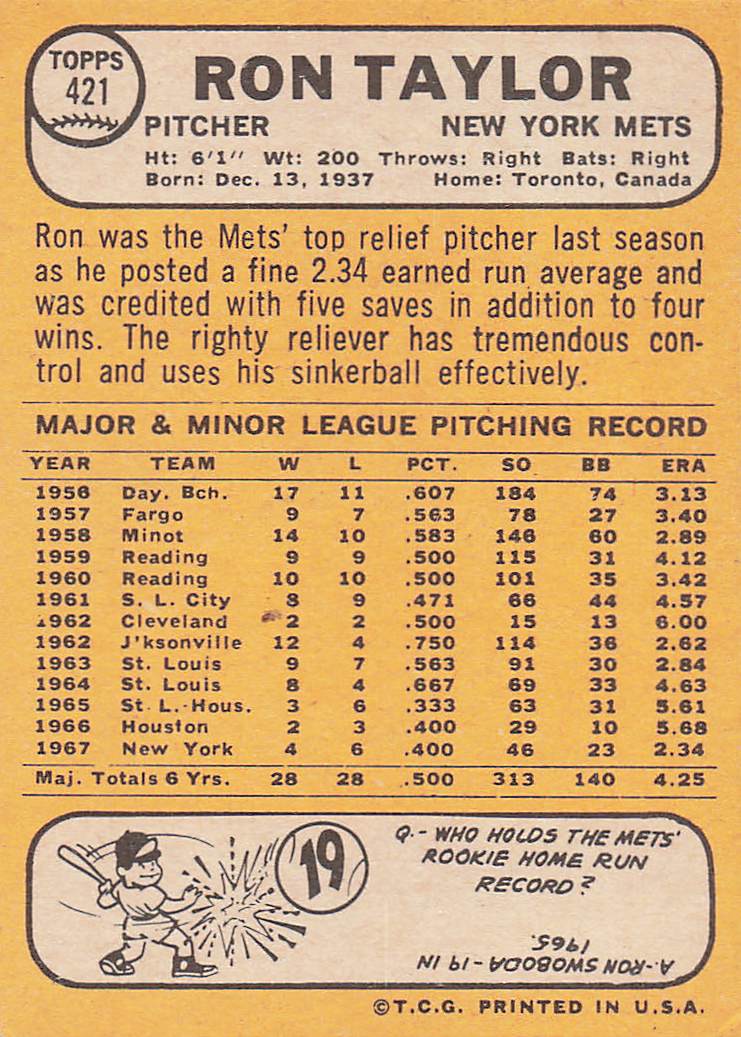 TOPPS
421
RON TAYLOR
PITCHER NEW YORK METS
Ht: 6'1" Wt: 200 Throws: Right Bats: Right
Born: Dec. 13, 1937 Home: Toronto, Canada
Ron was the Mets' top relief pitcher last season
as he posted a fine 2.34 earned run average and
was credited with five saves in addition to four
wins. The righty reliever has tremendous con-
trol and uses his sinkerball effectively.
MAJOR & MINOR LEAGUE PITCHING RECORD
YEAR TEAM W L PCT. SO BB ERA
1956 Day. Bch. 17 11 .607 184 74 3.13
1957 Fargo 9 7 .563 78 27 3.40
1958 Minot 14 10 .583 146 60 2.89
1959 Reading 9 9 .500 115 31 4.12
1960 Reading 10 10 .500 101 35 3.42
1961 S. L. City 8 9 .471 66 44 4.57
1962 Cleveland 2 2 .500 15 13 6.00
1962 J'ksonville 12 4 .750 114 36 2.62
1963 St. Louis 9 7 .563 91 30 2.84
1964 St. Louis 8 4 .667 69 33 4.63
1965 St. L.-Hous. 3 6 .333 63 31 5.61
1966 Houston 2 3 .400 29 10 5.68
1967 New York 4 6 .400 46 23 2.34
Maj. Totals 6 Yrs. 28 28 .500 313 140 4.25
19
Q.- WHO HOLDS THE METS'
ROOKIE HOME RUN
RECORD?
A.-RON SWOBODA-19 IN
1965.
©T.C.G. PRINTED IN U.S.A.